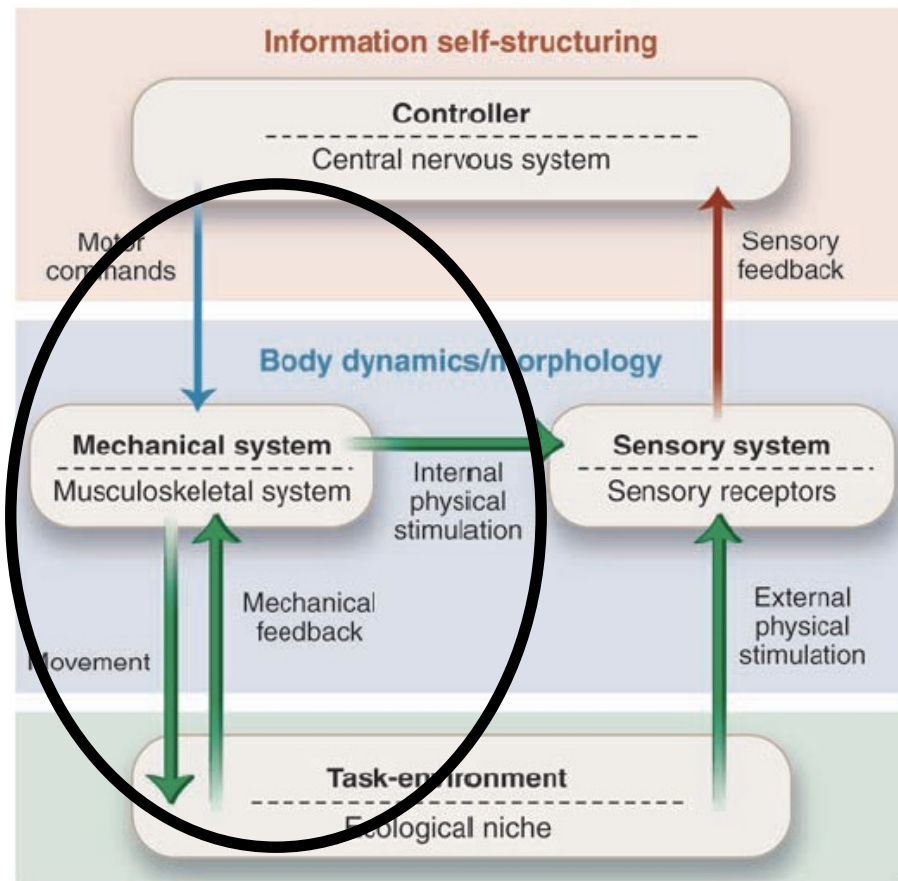 Information self-structuring
Controller
Central nervous system
Motor
commands
Sensory
feedback
Body dynamics/morphology
Mechanical system
Musculoskeletal system
Internal
physical
stimulation
Sensory system
Sensory receptors
Mechanical
feedback
Movement
External
physical
stimulation
Task-environment
Ecological niche